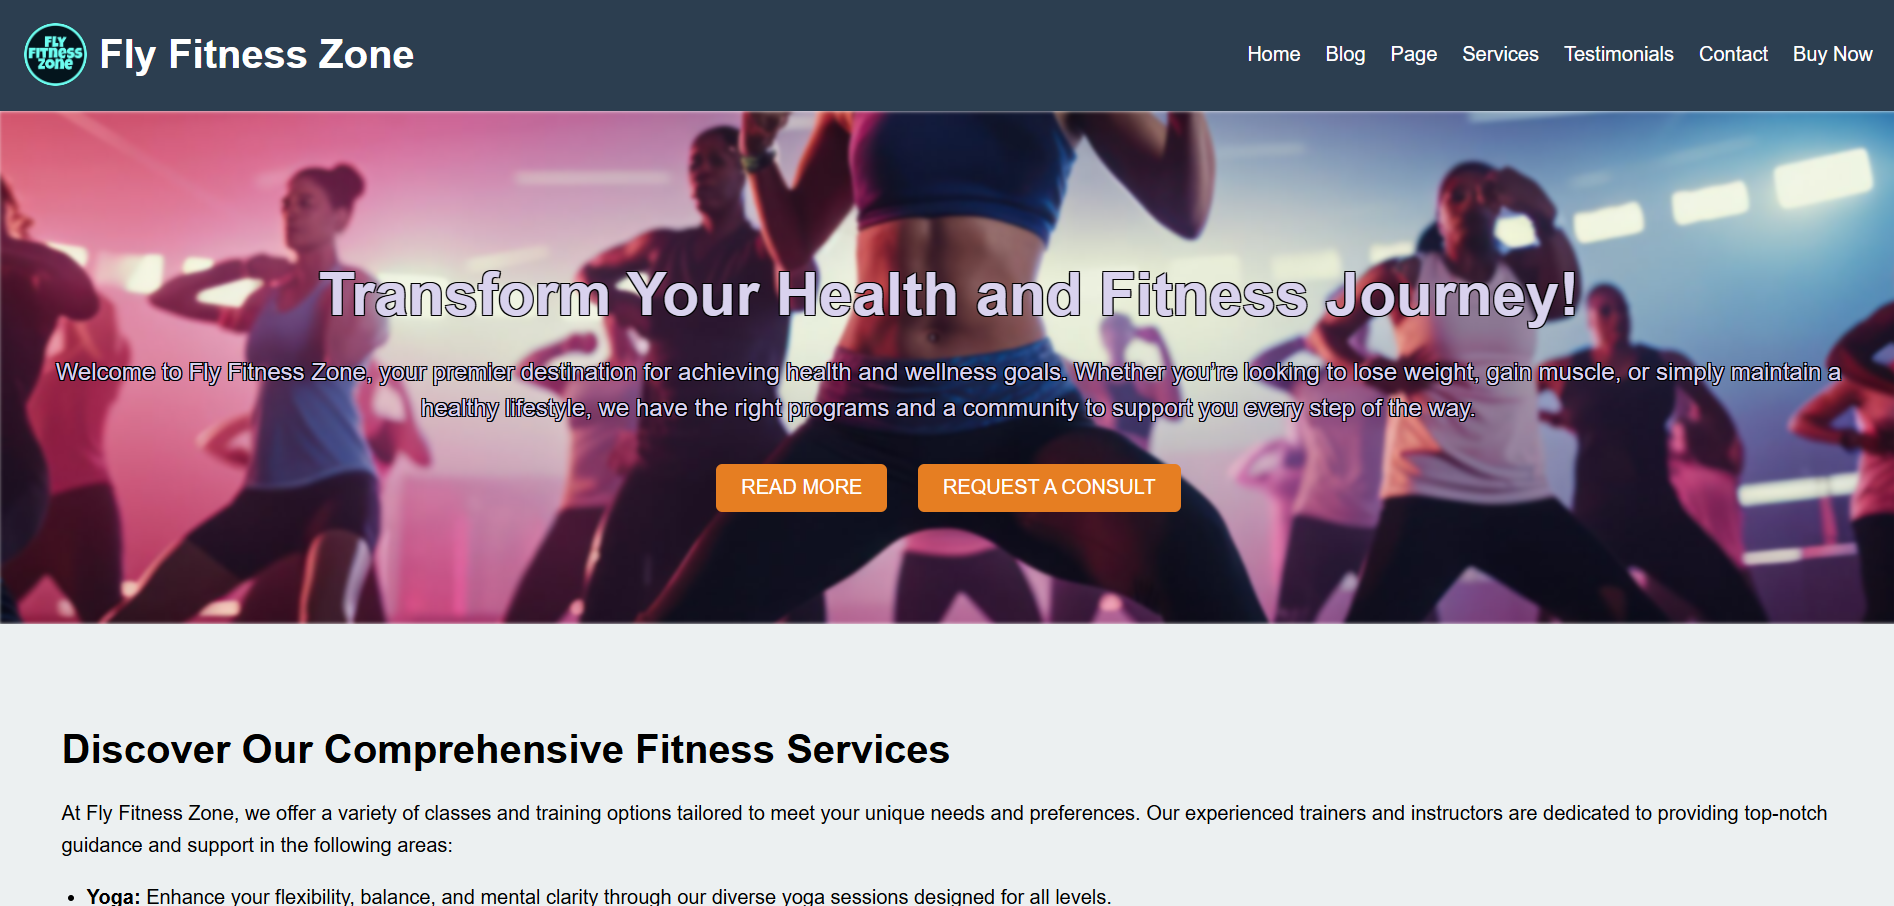 FLY
FITNESS
ZONE
Fly Fitness Zone
Home Blog Page Services Testimonials Contact Buy Now
Transform Your Health and Fitness Journey!
Welcome to Fly Fitness Zone, your premier destination for achieving health and wellness goals. Whether you're looking to lose weight, gain muscle, or simply maintain a
healthy lifestyle, we have the right programs and a community to support you every step of the way.
READ MORE REQUEST A CONSULT
Discover Our Comprehensive Fitness Services
At Fly Fitness Zone, we offer a variety of classes and training options tailored to meet your unique needs and preferences. Our experienced trainers and instructors are dedicated to providing top-notch
guidance and support in the following areas:
• Yoga: Enhance your flexibility, balance, and mental clarity through our diverse yoga sessions designed for all levels.